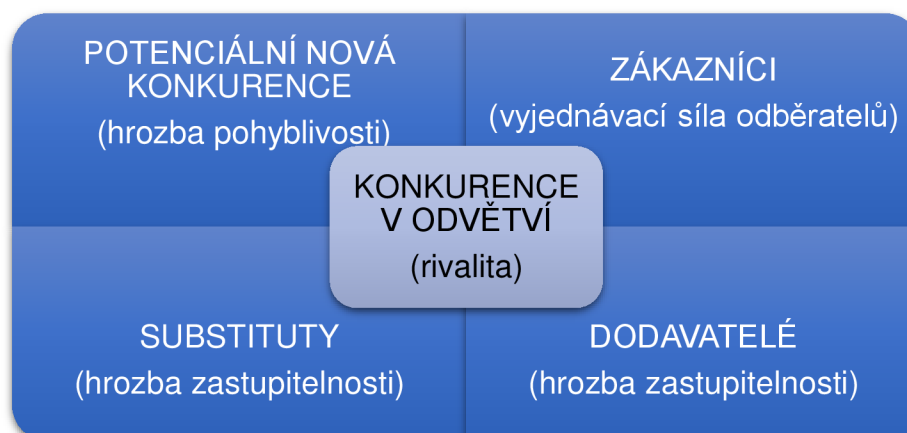 POTENCIÁLNÍ NOVÁ
KONKURENCE
(hrozba pohyblivosti)
ZÁKAZNÍCI
(vyjednávací síla odběratelů)
KONKURENCE
V ODVĚTVÍ
(rivalita)
SUBSTITUTY
(hrozba zastupitelnosti)
DODAVATELÉ
(hrozba zastupitelnosti)